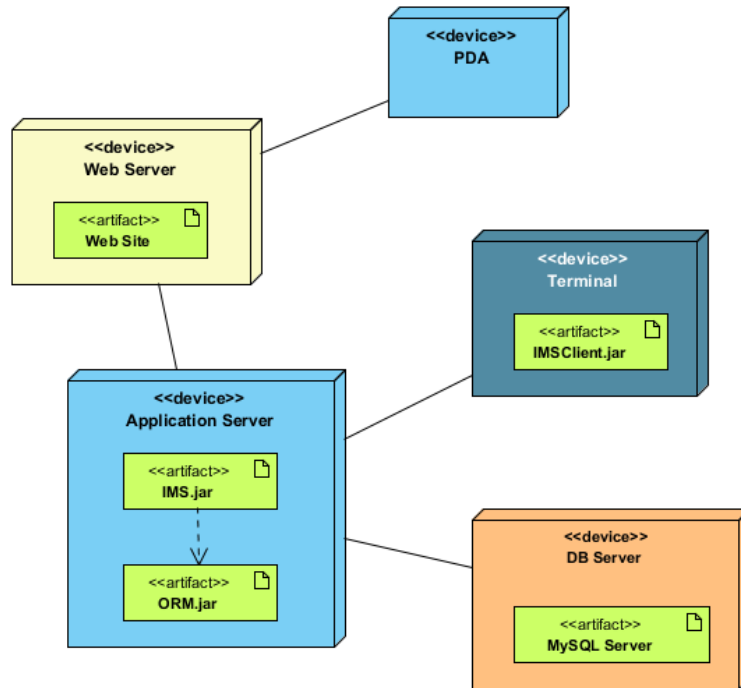 <<device>>
PDA
<<device>>
Web Server
<<artifact>>
Web Site
<<device>>
Terminal
<<artifact>>
IMSClient.jar
<<device>>
Application Server
<<artifact>>
IMS.jar
<<artifact>>
ORM.jar
<<device>>
DB Server
<<artifact>>
MySQL Server